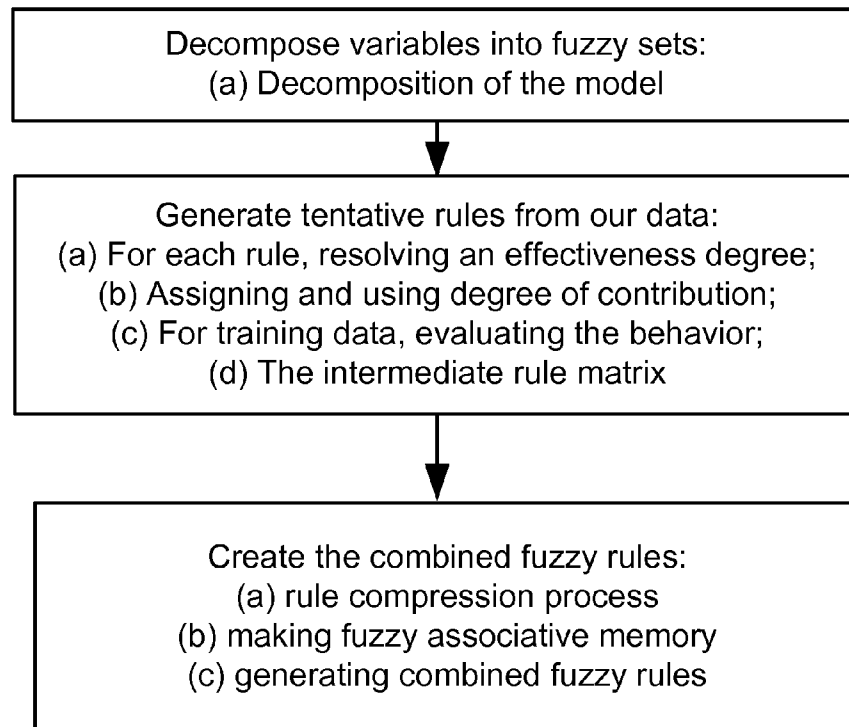 Decompose variables into fuzzy sets:
(a) Decomposition of the model
Generate tentative rules from our data:
(a) For each rule, resolving an effectiveness degree;
(b) Assigning and using degree of contribution;
(c) For training data, evaluating the behavior;
(d) The intermediate rule matrix
Create the combined fuzzy rules:
(a) rule compression process
(b) making fuzzy associative memory
(c) generating combined fuzzy rules